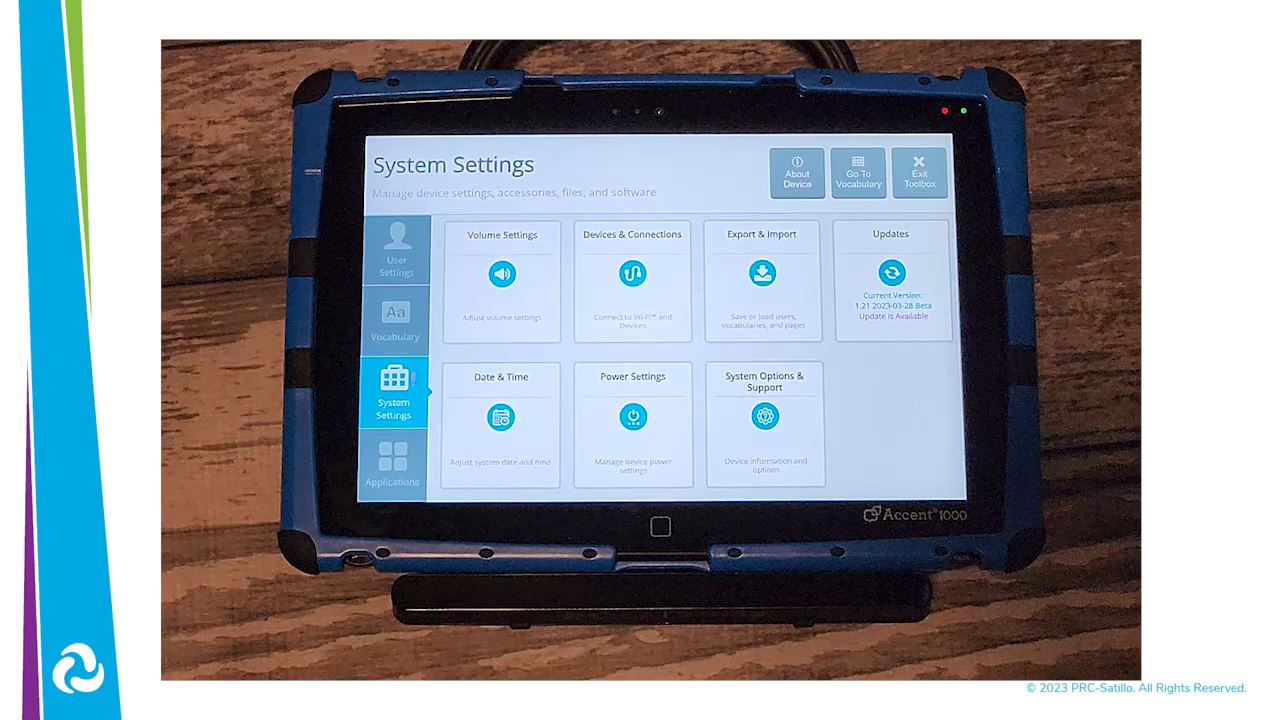 System Settings
Manage device settings, accessories, files, and software
About
Device
Go To
Vocabulary
Exit
Toolbox
User
Settings
Aa
Vocabulary
System
Settings
Applications
Volume Settings
Adjust volume settings
Devices & Connections
Connect to Wi-Fi™ and
Devices
Export & Import
Save or load users,
vocabularies, and pages
Updates
Current Version:
1.21 2023-03-28 Beta
Update is Available
Date & Time
Adjust system date and time
Power Settings
Manage device power
settings
System Options &
Support
Device information and
options
Accent® 1000
© 2023 PRC-Satillo. All Rights Reserved.